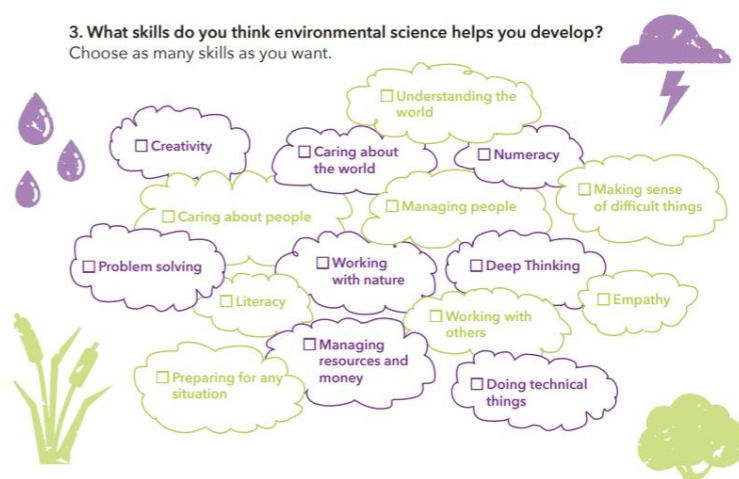 3. What skills do you think environmental science helps you develop?
Choose as many skills as you want.
Understanding the
world
Creativity
Caring about
the world
Numeracy
Making sense
of difficult things
Caring about people
Managing people
Problem solving
Working
with nature
Deep Thinking
Literacy
Working with
others
Empathy
Managing
resources and
money
Preparing for any
situation
Doing technical
things